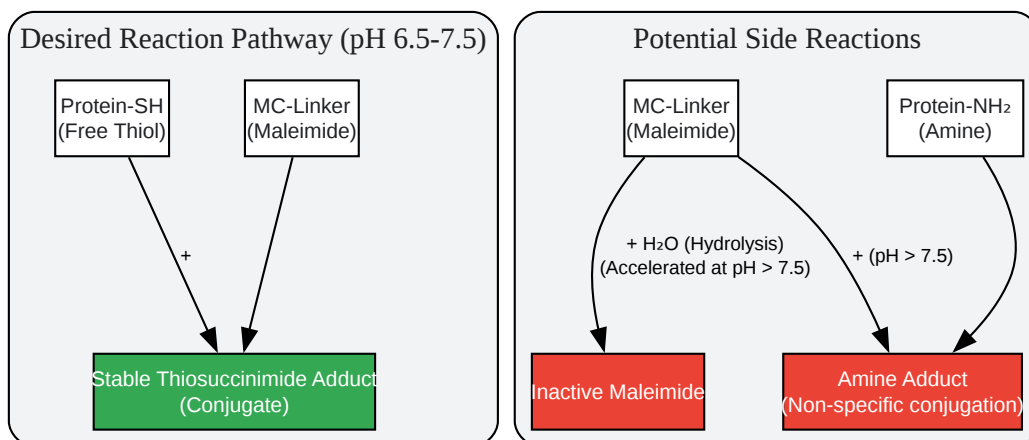 Desired Reaction Pathway (pH 6.5-7.5)
Protein-SH
(Free Thiol)
MC-Linker
(Maleimide)
+
Stable Thiosuccinimide Adduct
(Conjugate)
Potential Side Reactions
MC-Linker
(Maleimide)
Protein-NH₂
(Amine)
+ H₂O (Hydrolysis)
(Accelerated at pH > 7.5)
+ (pH > 7.5)
Inactive Maleimide
Amine Adduct
(Non-specific conjugation)